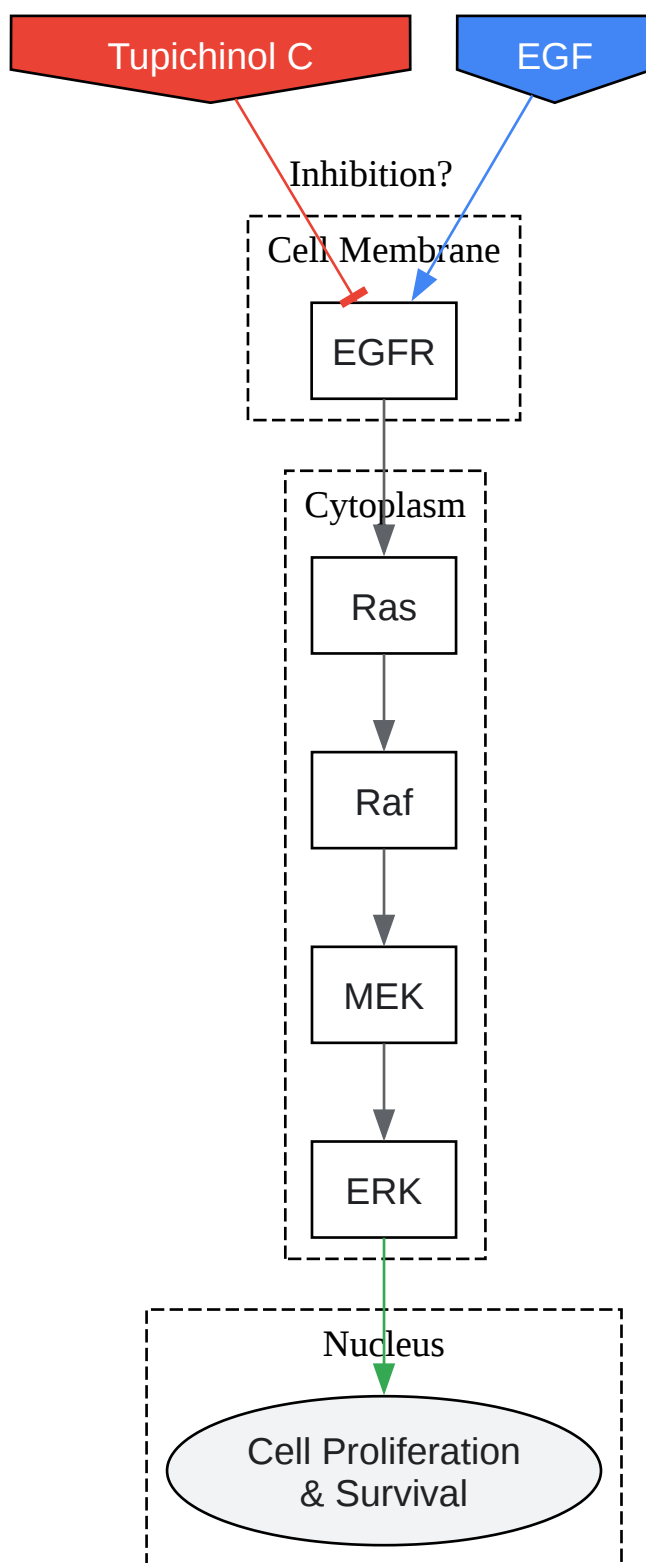 Tupichinol C
EGF
Inhibition?
Cell Membrane
EGFR
Cytoplasm
Ras
Raf
MEK
ERK
Nucleus
Cell Proliferation
& Survival